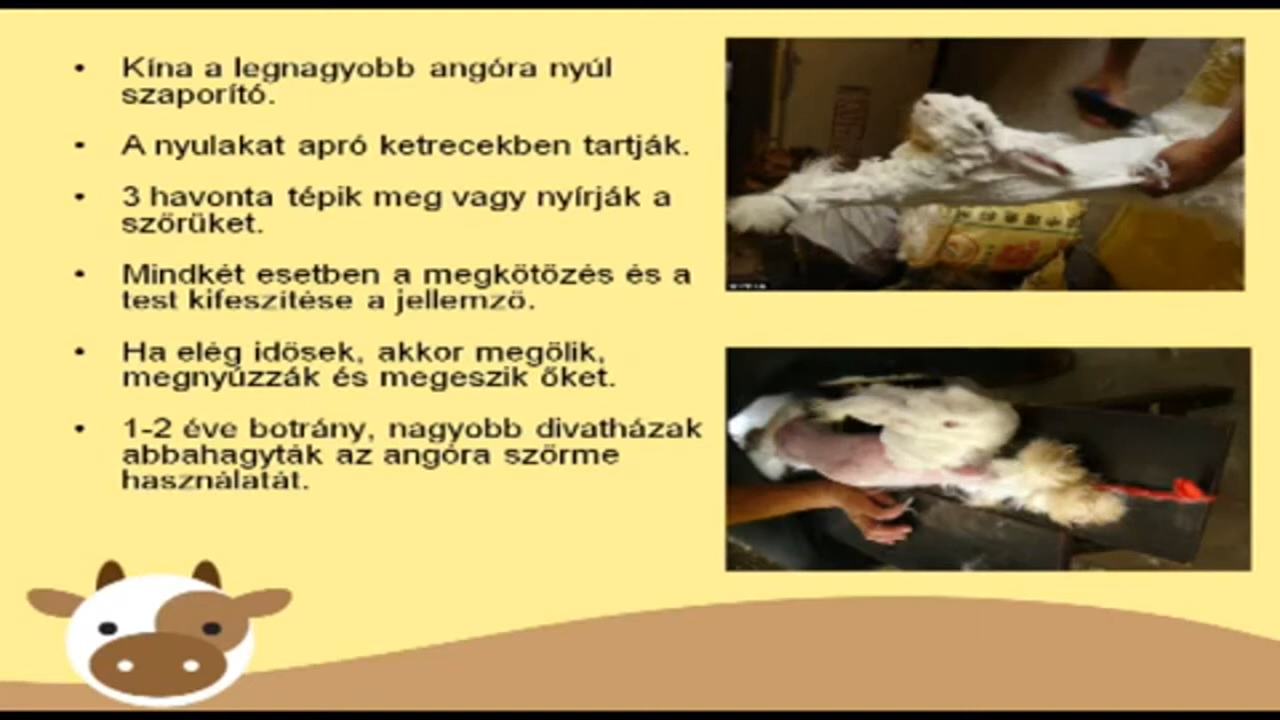 • Kína a legnagyobb angóra nyúl
szaporító.
• A nyulakat apró ketrecekben tartják.
• 3 havonta tépik meg vagy nyírják a
szőrüket.
• Mindkét esetben a megkötözés és a
test kifeszítése a jellemző.
• Ha elég idősek, akkor megölik,
megnyúzzák és megeszik őket.
• 1-2 éve botrány, nagyobb divatházak
abbahagyták az angóra szőrme
használatát.